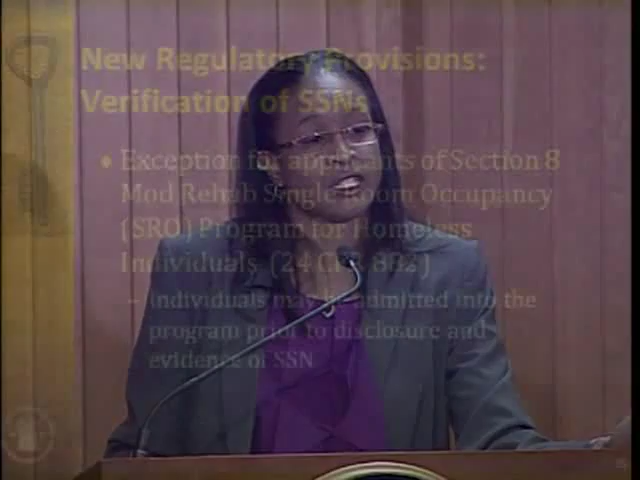 New Regulatory Provisions:
Verification of SSNs
• Exception for applicants of Section 8
Mod Rehab Single Room Occupancy
(SRO) Program for Homeless
Individuals (24 CFR 882)
– Individuals may be admitted into the
program prior to disclosure and
evidence of SSN